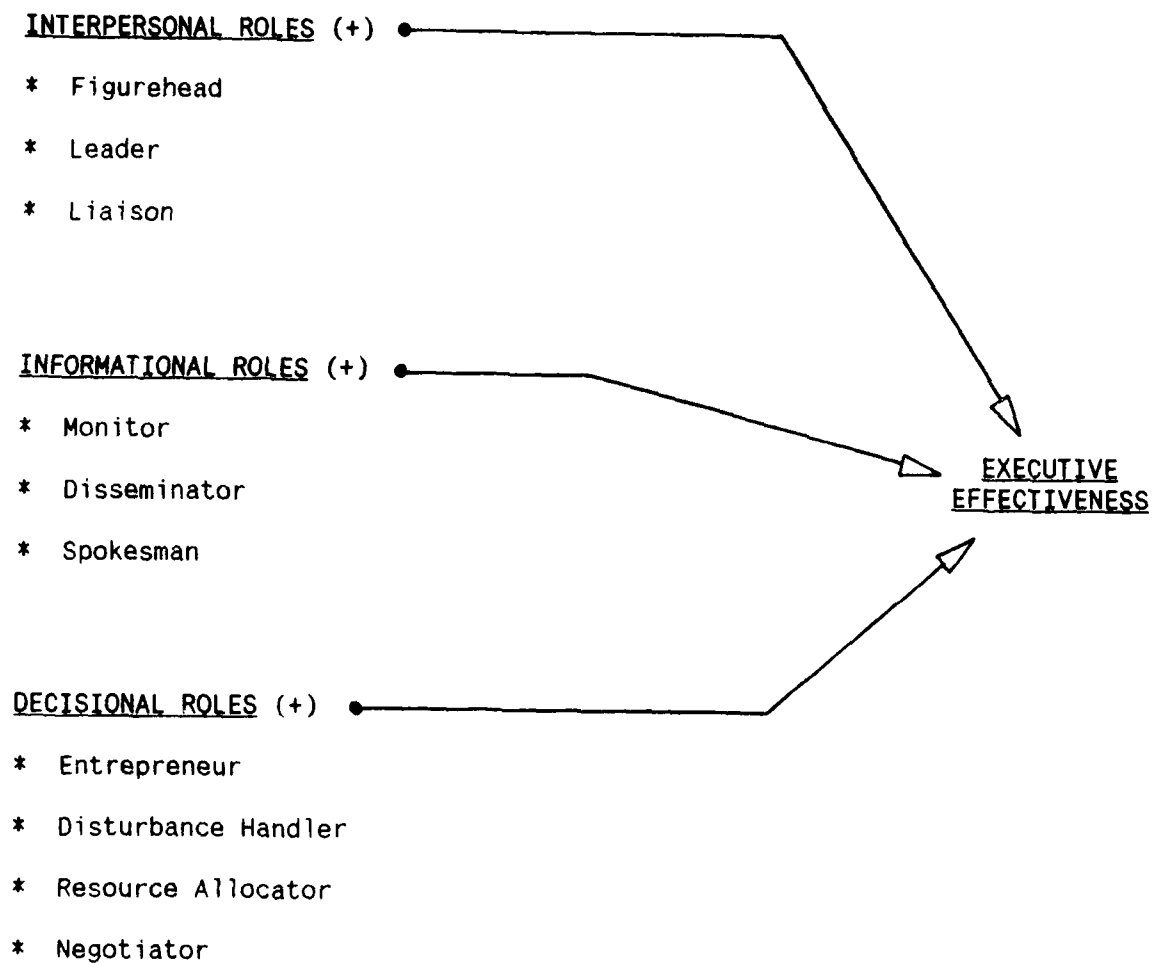 INTERPERSONAL ROLES (+)
* Figurehead
* Leader
* Liaison
INFORMATIONAL ROLES (+)
* Monitor
* Disseminator
* Spokesman
EXECUTIVE
EFFECTIVENESS
DECISIONAL ROLES (+)
* Entrepreneur
* Disturbance Handler
* Resource Allocator
* Negotiator